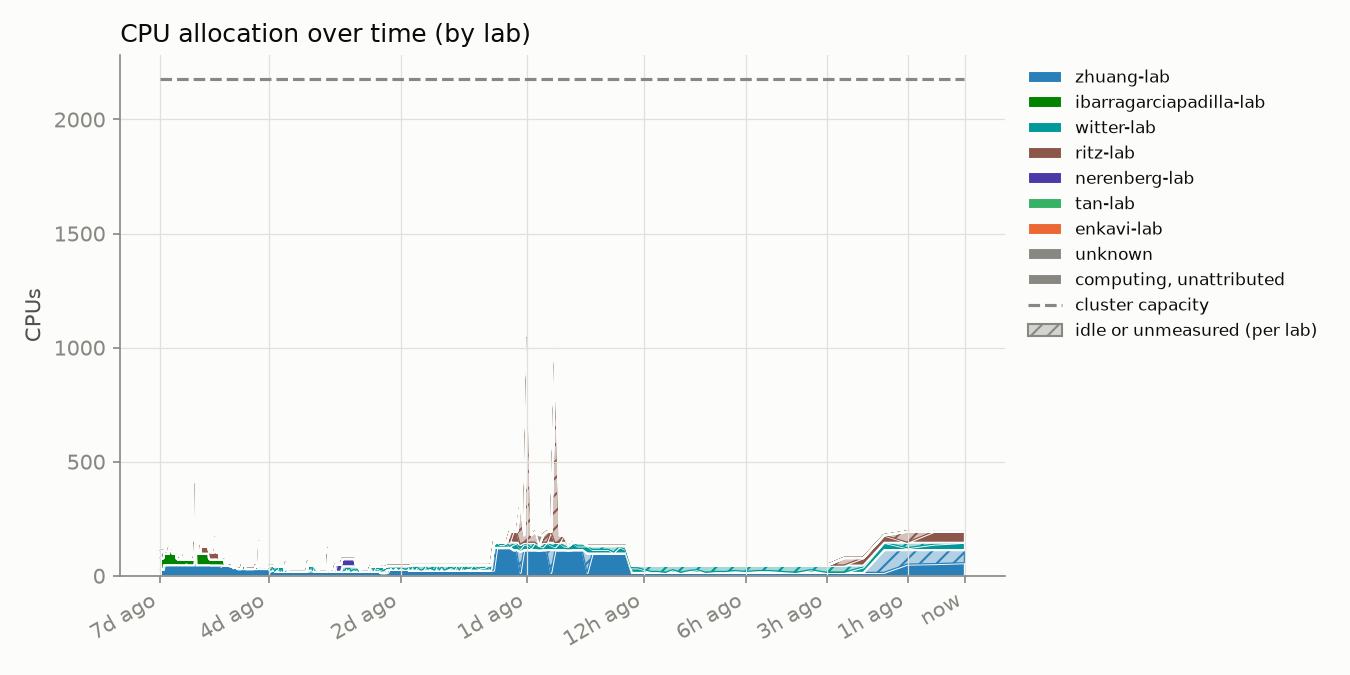 CPU allocation over time (by lab)
CPUs
2000
1500
1000
500
0
7d ago
4d ago
2d ago
1d ago
12h ago
6h ago
3h ago
1h ago
now
zhuang-lab
ibarragarciapadilla-lab
witter-lab
ritz-lab
nerenberg-lab
tan-lab
enkavi-lab
unknown
computing, unattributed
cluster capacity
idle or unmeasured (per lab)